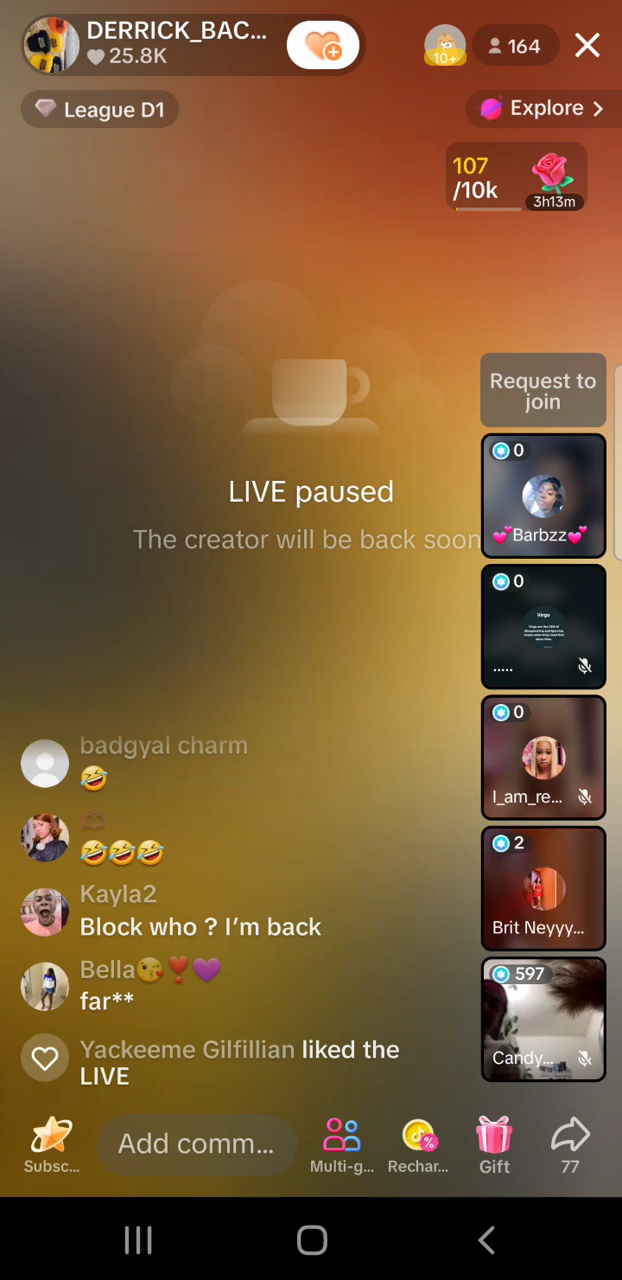 DERRICK_BAC...
25.8K
10+
164
League D1
Explore
107
/10k
3h13m
Request to
join
0
💕Barbzz💕
LIVE paused
The creator will be back soon
0
Virgo
.....
0
I_am_re...
2
Brit Neyyy...
597
Candy...
badgyal charm
🤣
🤣🤣🤣
Kayla2
Block who ? I'm back
Bella😘❣️💜
far**
Yackeeme Gilfillian liked the
LIVE
Subsc...
Add comm...
Multi-g...
Rechar...
Gift
77